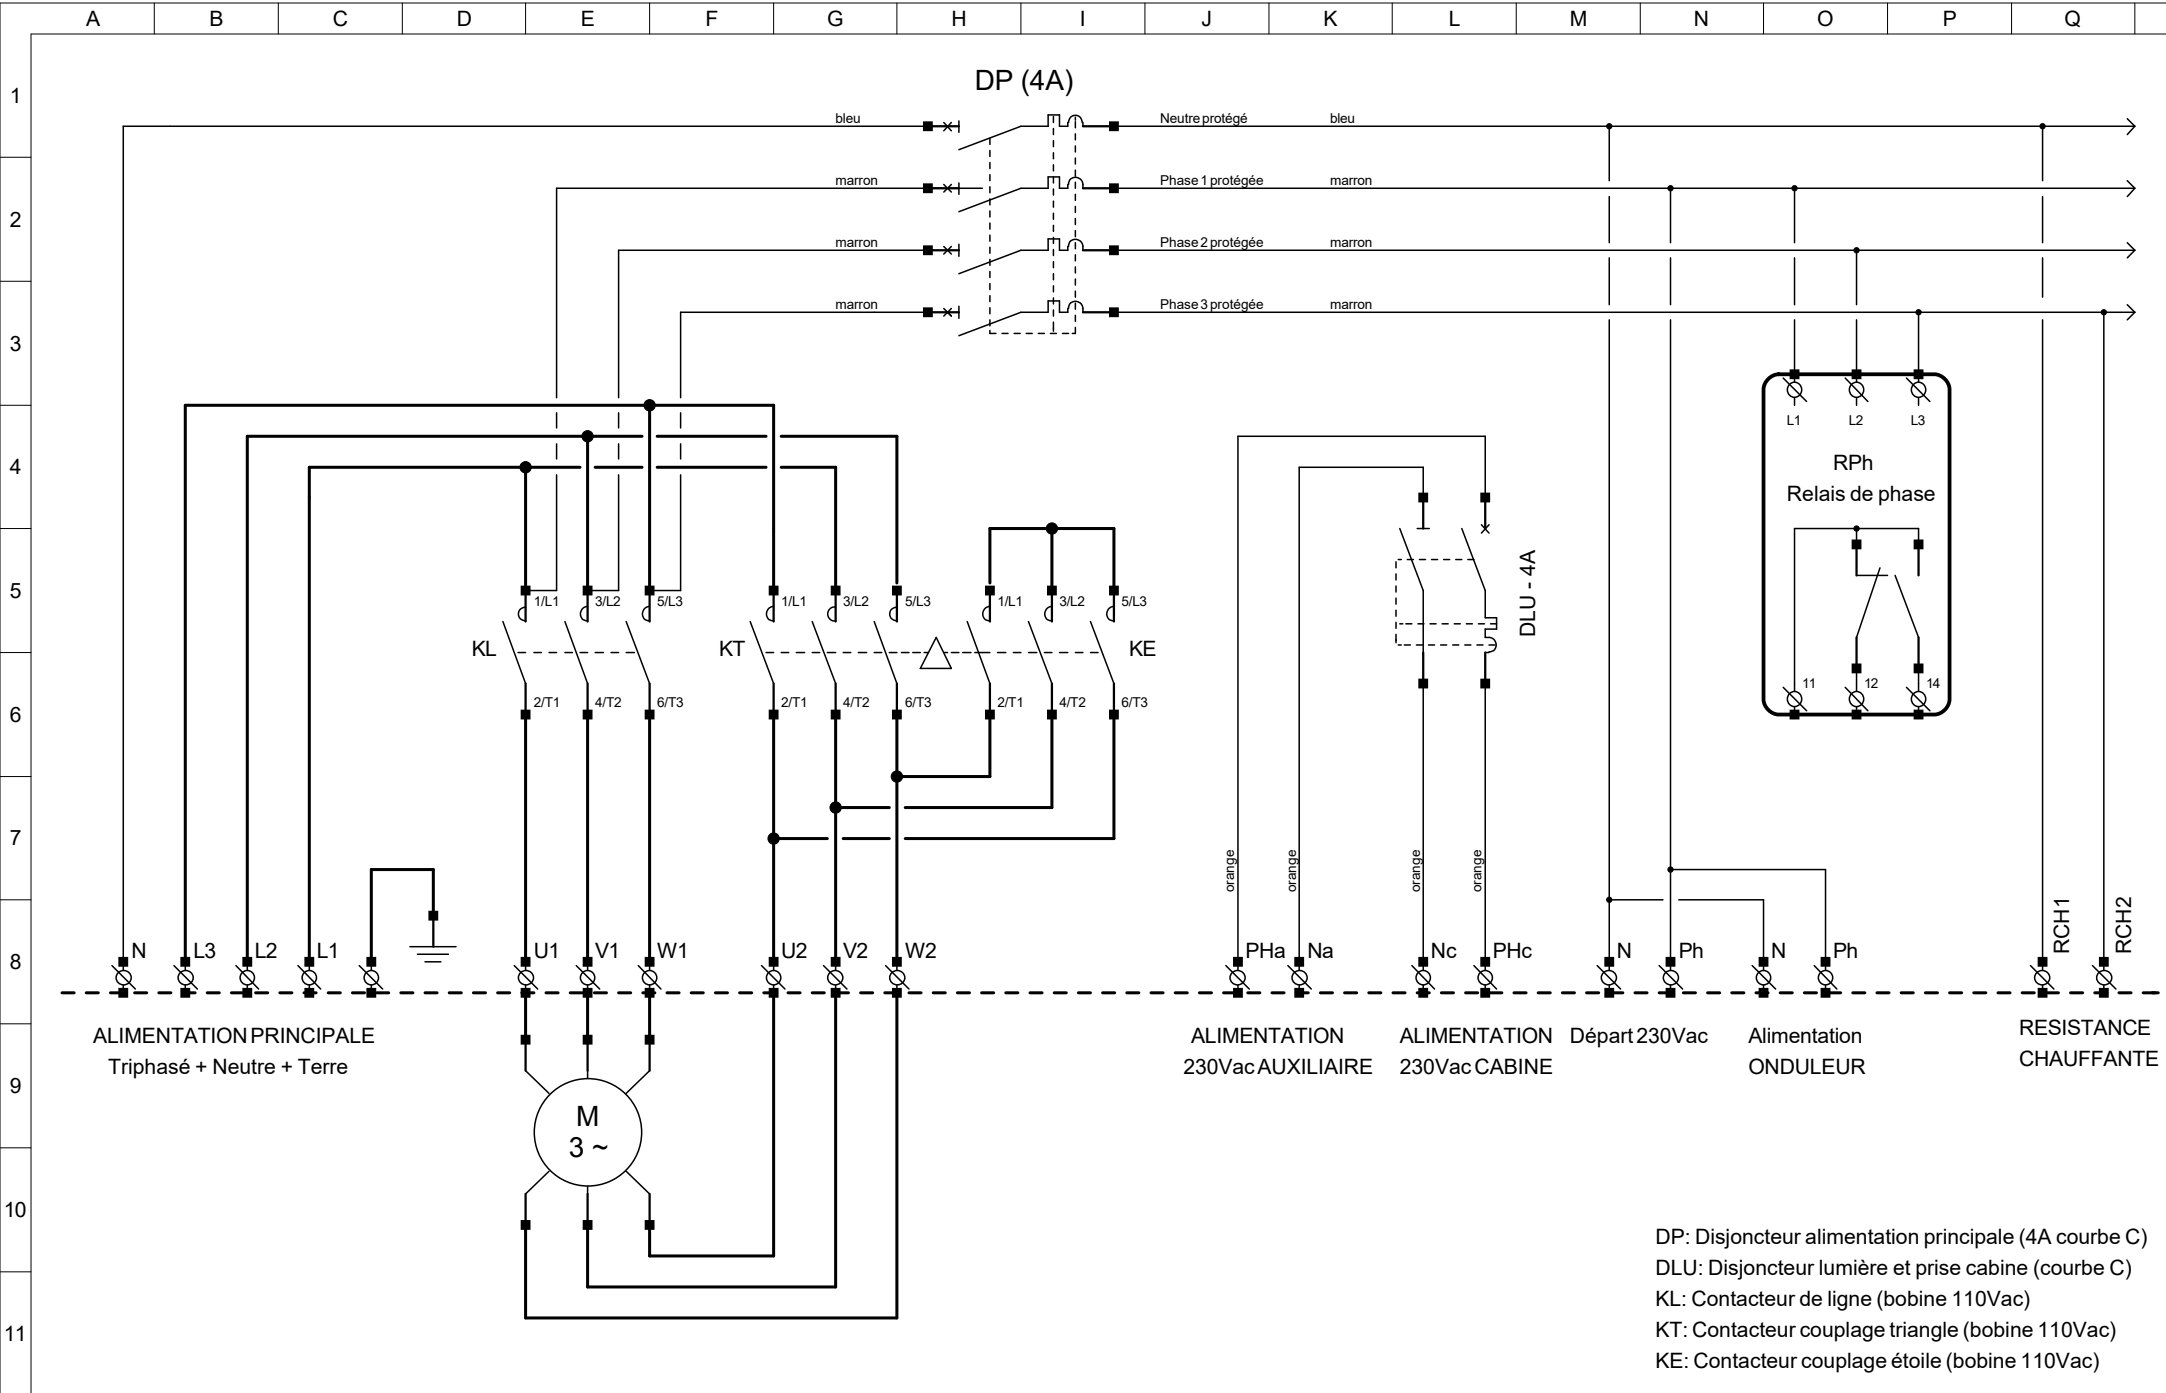 A B C D E F G H I J K L M N O P Q
1
DP (4A)
bleu Neutre protégé bleu
marron Phase 1 protégée marron
2
marron Phase 2 protégée marron
marron Phase 3 protégée marron
3
L1 L2 L3
4
RPh
Relais de phase
5
1/L1 3/L2 5/L3 1/L1 3/L2 5/L3 1/L1 3/L2 5/L3
DLU - 4A
KL KT KE
11 12 14
6
2/T1 4/T2 6/T3 2/T1 4/T2 6/T3 2/T1 4/T2 6/T3
7
orange orange orange orange
RCH1 RCH2
8
N L3 L2 L1 U1 V1 W1 U2 V2 W2 PHa Na Nc PHc N Ph N Ph
ALIMENTATION PRINCIPALE
Triphasé + Neutre + Terre
ALIMENTATION
230Vac AUXILIAIRE
ALIMENTATION
230Vac CABINE
Départ 230Vac
Alimentation
ONDULEUR
RESISTANCE
CHAUFFANTE
9
M
3 ~
10
DP: Disjoncteur alimentation principale (4A courbe C)
DLU: Disjoncteur lumière et prise cabine (courbe C)
KL: Contacteur de ligne (bobine 110Vac)
11
KT: Contacteur couplage triangle (bobine 110Vac)
KE: Contacteur couplage étoile (bobine 110Vac)